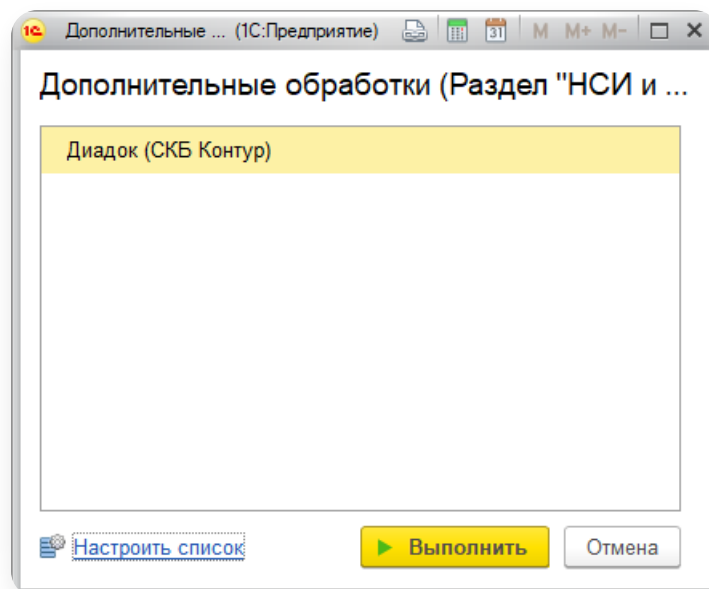 1С Дополнительные ... (1С:Предприятие) 31 M M+ M-
Дополнительные обработки (Раздел "НСИ и ...
Диадок (СКБ Контур)
Настроить список Выполнить Отмена